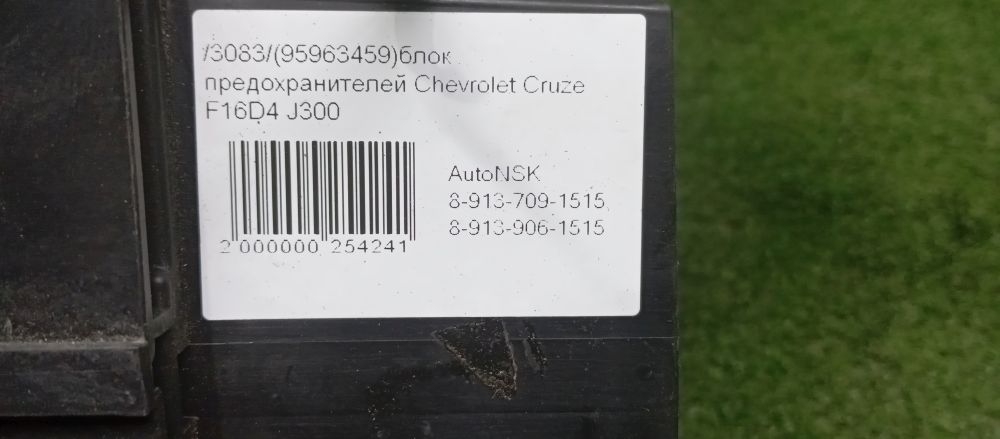 /3083/(95963459)блок
предохранителей Chevrolet Cruze
F16D4 J300
AutoNSK
8-913-709-1515
8-913-906-1515
2 000000 254241